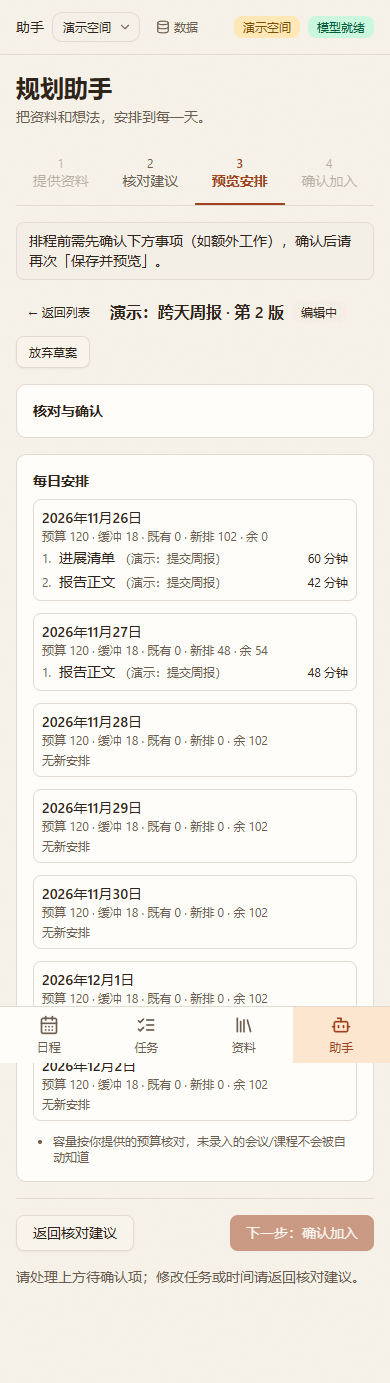 助手 演示空间 数据 演示空间 模型就绪
规划助手
把资料和想法，安排到每一天。
1 2 3 4
提供资料 核对建议 预览安排 确认加入
排程前需先确认下方事项（如额外工作），确认后请
再次「保存并预览」。
← 返回列表 演示：跨天周报 · 第 2 版 编辑中
放弃草案
核对与确认
每日安排
2026年11月26日
预算 120 · 缓冲 18 · 既有 0 · 新排 102 · 余 0
1. 进展清单 （演示：提交周报） 60 分钟
2. 报告正文 （演示：提交周报） 42 分钟
2026年11月27日
预算 120 · 缓冲 18 · 既有 0 · 新排 48 · 余 54
1. 报告正文 （演示：提交周报） 48 分钟
2026年11月28日
预算 120 · 缓冲 18 · 既有 0 · 新排 0 · 余 102
无新安排
2026年11月29日
预算 120 · 缓冲 18 · 既有 0 · 新排 0 · 余 102
无新安排
2026年11月30日
预算 120 · 缓冲 18 · 既有 0 · 新排 0 · 余 102
无新安排
2026年12月1日
预算 120 · 缓冲 18 · 既有 0 · 新排 0 · 余 102
日程 任务 资料 助手
2026年12月2日
预算 120 · 缓冲 18 · 既有 0 · 新排 0 · 余 102
无新安排
• 容量按你提供的预算核对，未录入的会议/课程不会被自
动知道
返回核对建议 下一步：确认加入
请处理上方待确认项；修改任务或时间请返回核对建议。